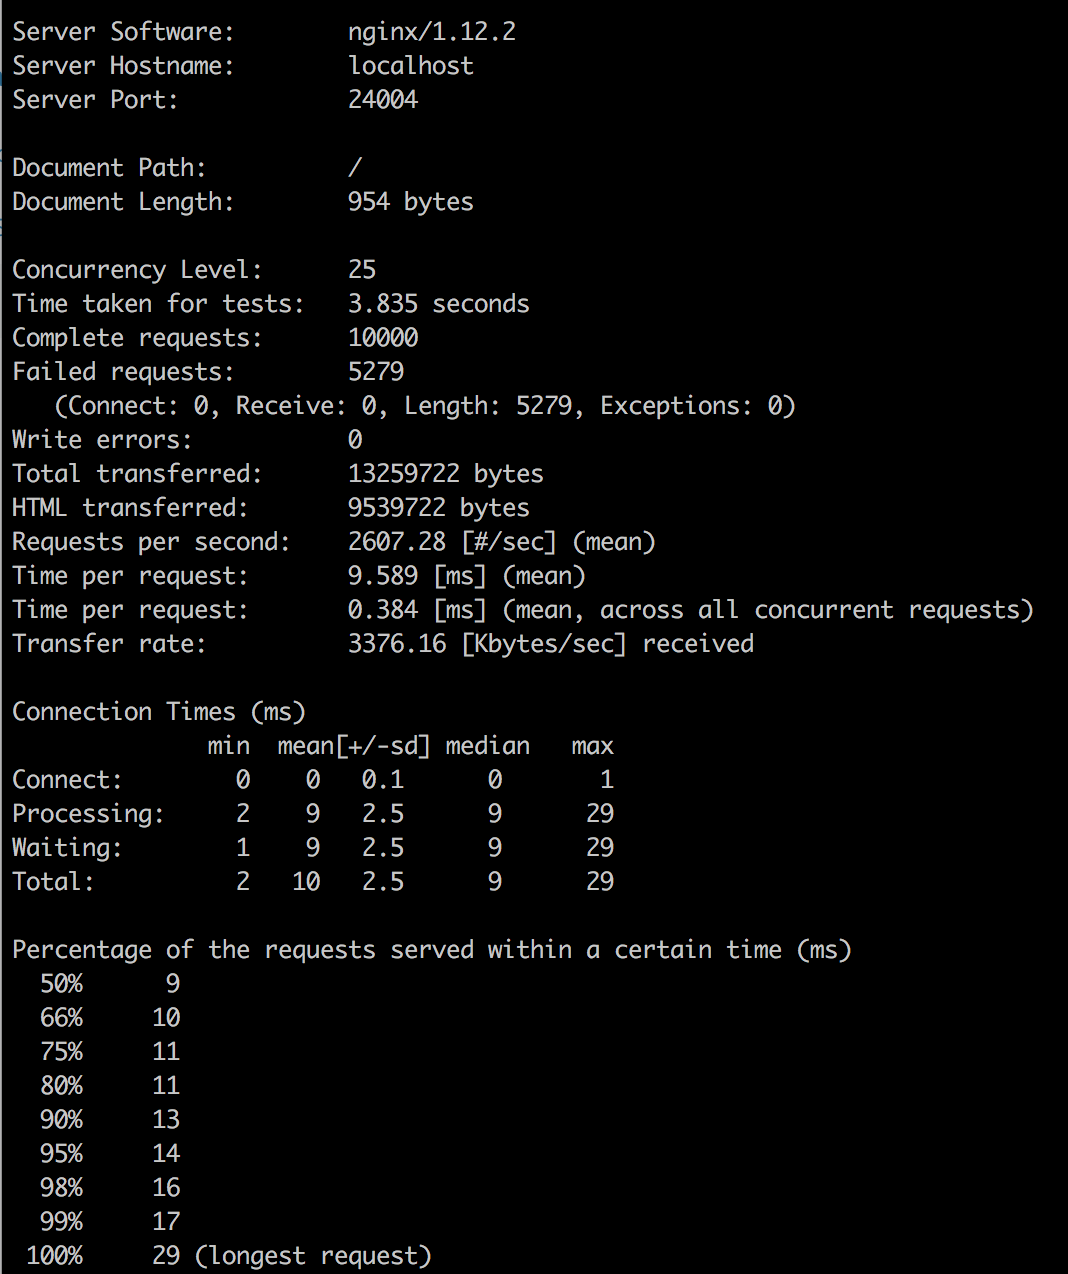 Server Software:        nginx/1.12.2
Server Hostname:        localhost
Server Port:            24004
Document Path:          /
Document Length:        954 bytes
Concurrency Level:      25
Time taken for tests:   3.835 seconds
Complete requests:      10000
Failed requests:        5279
   (Connect: 0, Receive: 0, Length: 5279, Exceptions: 0)
Write errors:           0
Total transferred:      13259722 bytes
HTML transferred:       9539722 bytes
Requests per second:    2607.28 [#/sec] (mean)
Time per request:       9.589 [ms] (mean)
Time per request:       0.384 [ms] (mean, across all concurrent requests)
Transfer rate:          3376.16 [Kbytes/sec] received
Connection Times (ms)
              min  mean[+/-sd] median   max
Connect:        0    0   0.1      0       1
Processing:     2    9   2.5      9      29
Waiting:        1    9   2.5      9      29
Total:          2   10   2.5      9      29
Percentage of the requests served within a certain time (ms)
  50%      9
  66%     10
  75%     11
  80%     11
  90%     13
  95%     14
  98%     16
  99%     17
 100%     29 (longest request)